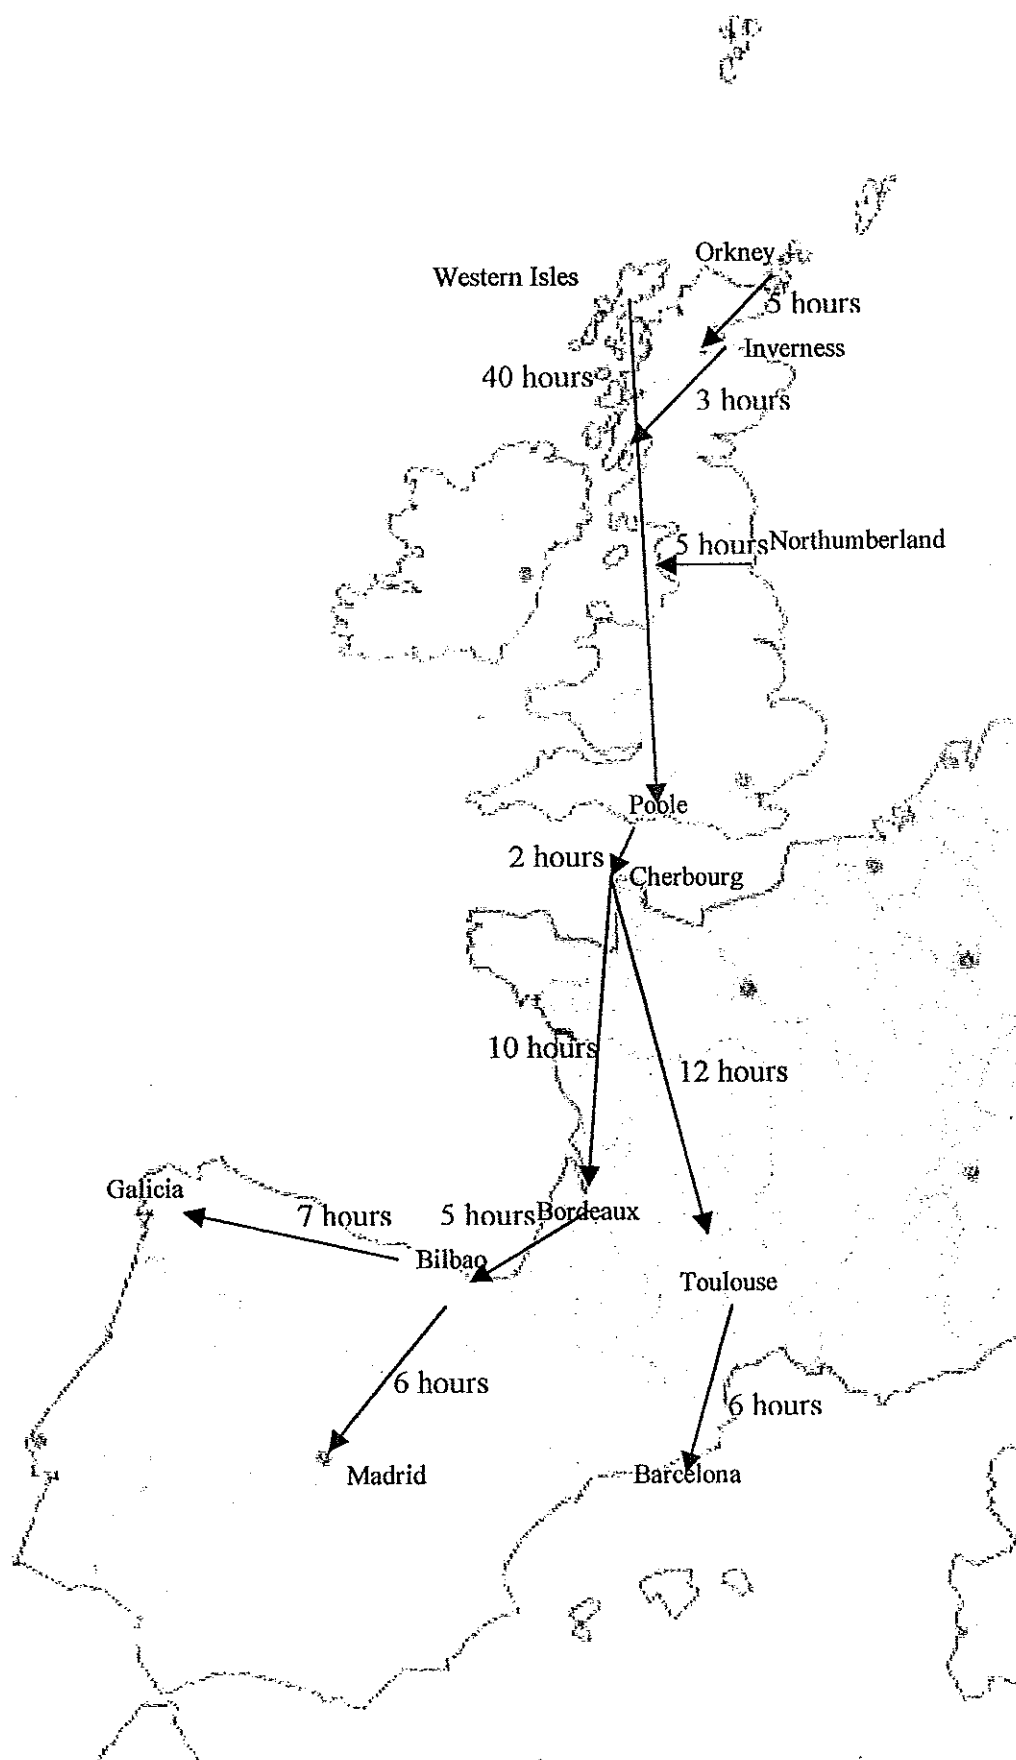 Orkney
Western Isles
5 hours
Inverness
40 hours
3 hours
5 hours
Northumberland
Poole
2 hours
Cherbourg
10 hours
12 hours
Galicia
7 hours
5 hours
Bordeaux
Bilbao
Toulouse
6 hours
6 hours
Madrid
Barcelona